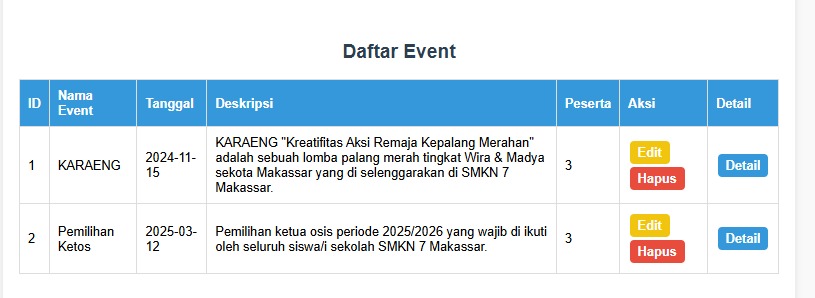 Daftar Event
ID
Nama
Event
Tanggal
Deskripsi
Peserta
Aksi
Detail
1
KARAENG
2024-11-
15
KARAENG "Kreatifitas Aksi Remaja Kepalang Merahan"
adalah sebuah lomba palang merah tingkat Wira & Madya
sekota Makassar yang di selenggarakan di SMKN 7
Makassar.
3
Edit
Hapus
Detail
2
Pemilihan
Ketos
2025-03-
12
Pemilihan ketua osis periode 2025/2026 yang wajib di ikuti
oleh seluruh siswa/i sekolah SMKN 7 Makassar.
3
Edit
Hapus
Detail